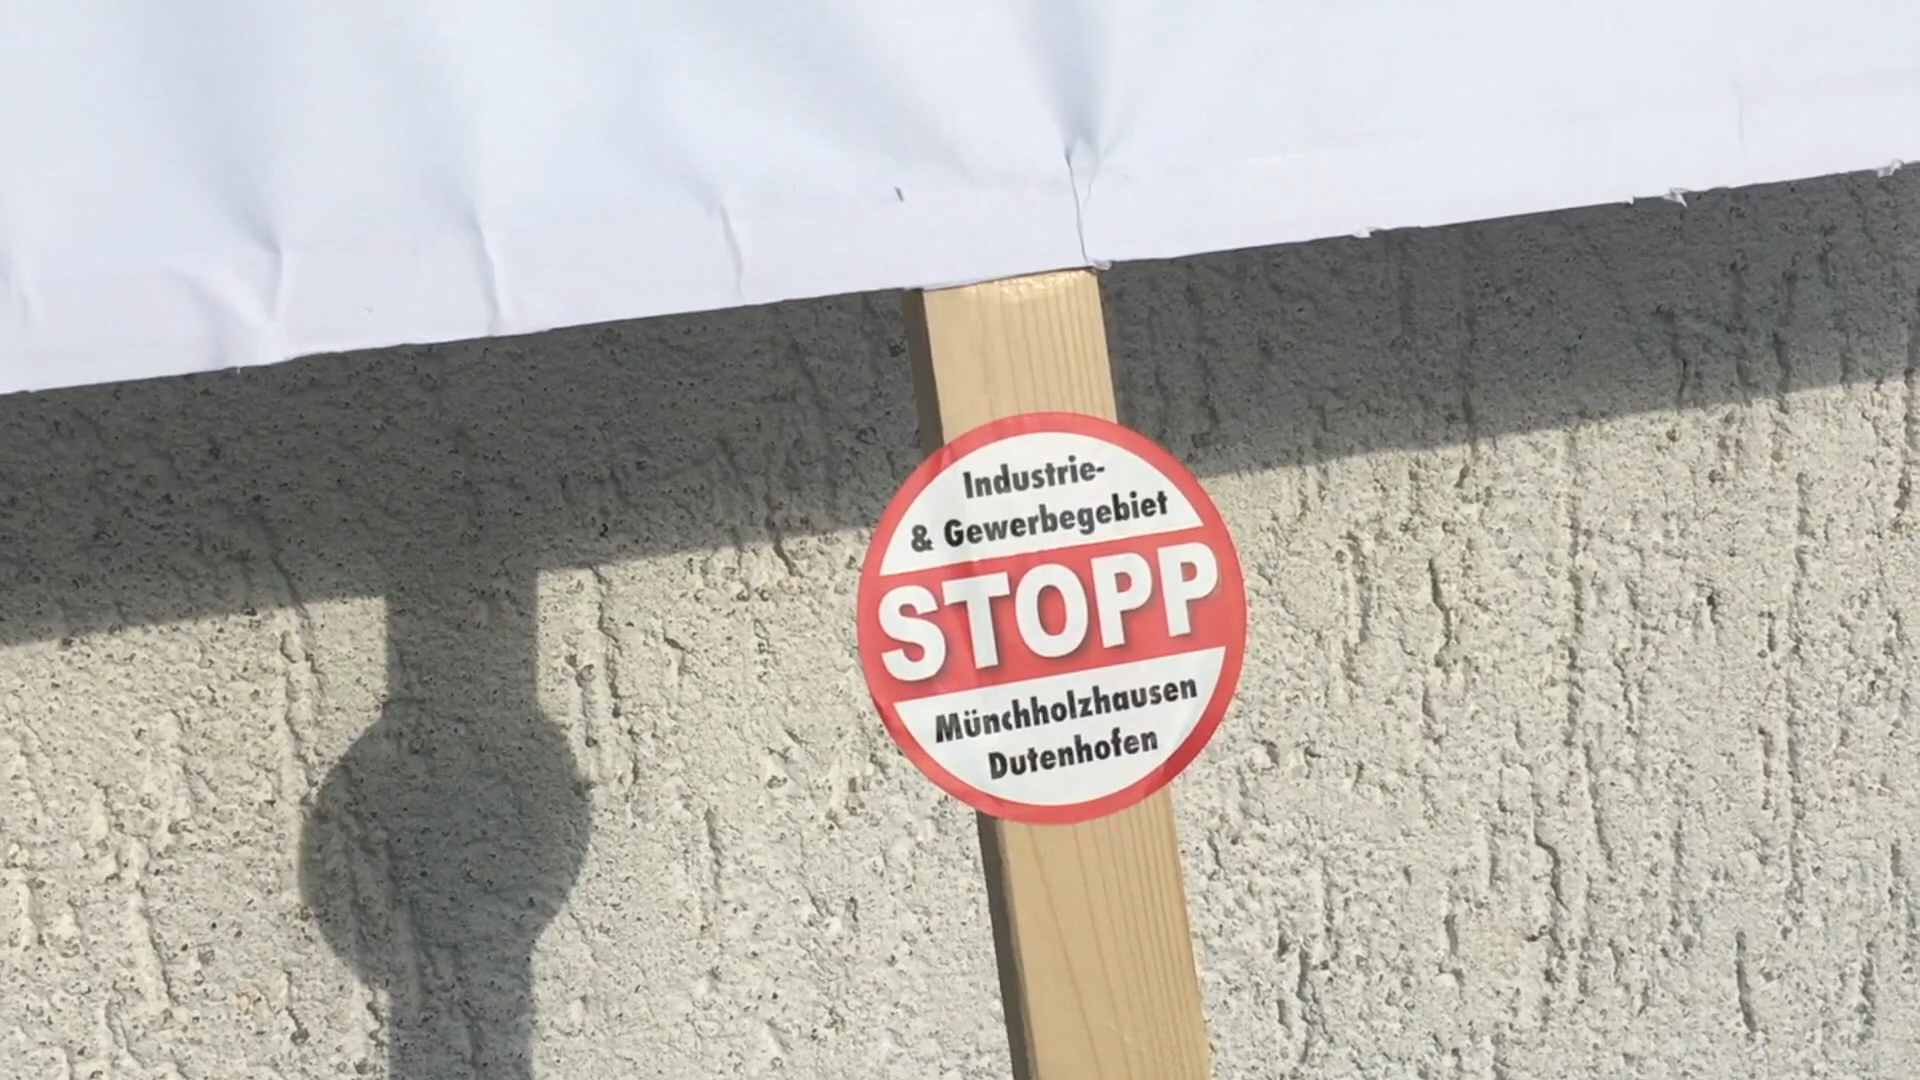 Industrie-
& Gewerbegebiet
STOPP
Münchholzhausen
Dutenhofen